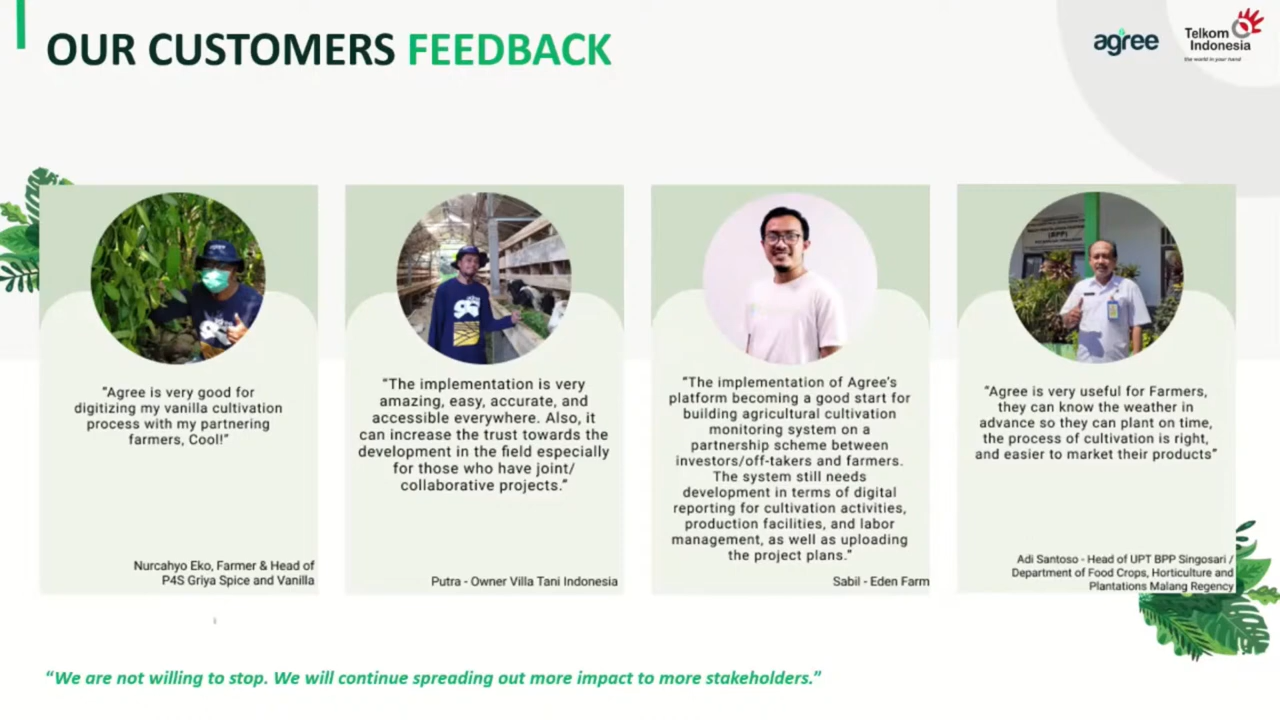 OUR CUSTOMERS FEEDBACK
agree
Telkom
Indonesia
the world in your hand
(BPP)
“Agree is very good for
digitizing my vanilla cultivation
process with my partnering
farmers, Cool!”
Nurcahyo Eko, Farmer & Head of
P4S Griya Spice and Vanilla
“The implementation is very
amazing, easy, accurate, and
accessible everywhere. Also, it
can increase the trust towards the
development in the field especially
for those who have joint/
collaborative projects.”
Putra - Owner Villa Tani Indonesia
“The implementation of Agree’s
platform becoming a good start for
building agricultural cultivation
monitoring system on a
partnership scheme between
investors/off-takers and farmers.
The system still needs
development in terms of digital
reporting for cultivation activities,
production facilities, and labor
management, as well as uploading
the project plans.”
Sabil - Eden Farm
“Agree is very useful for Farmers,
they can know the weather in
advance so they can plant on time,
the process of cultivation is right,
and easier to market their products”
Adi Santoso - Head of UPT BPP Singosari /
Department of Food Crops, Horticulture and
Plantations Malang Regency
“We are not willing to stop. We will continue spreading out more impact to more stakeholders.”